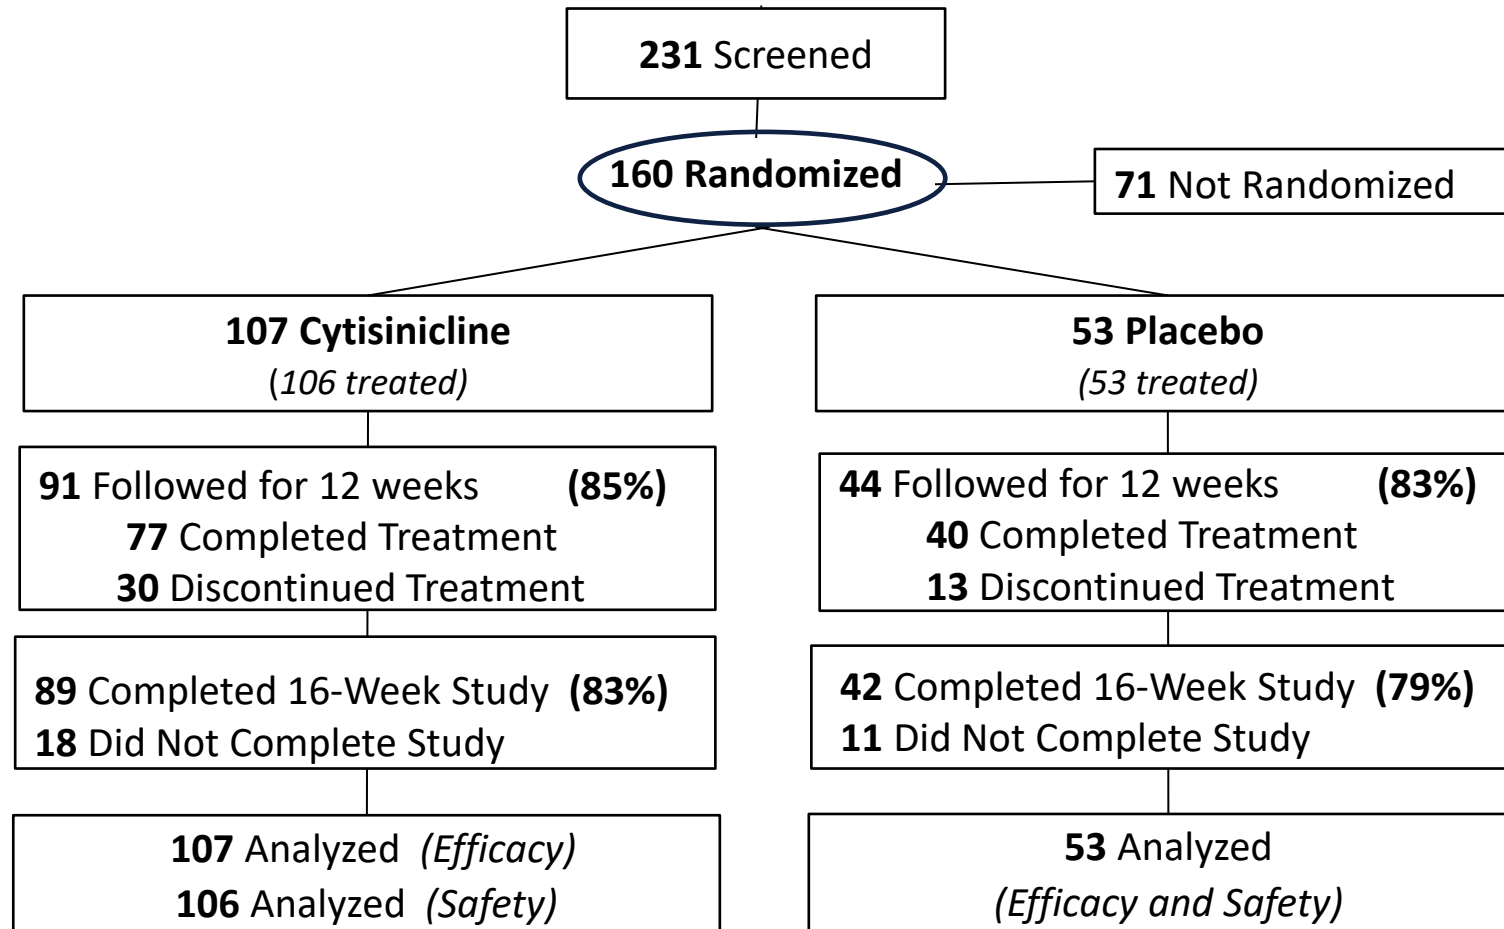 231 Screened
160 Randomized
71 Not Randomized
107 Cytisinicline
(106 treated)
91 Followed for 12 weeks (85%)
77 Completed Treatment
30 Discontinued Treatment
89 Completed 16-Week Study (83%)
18 Did Not Complete Study
107 Analyzed (Efficacy)
106 Analyzed (Safety)
53 Placebo
(53 treated)
44 Followed for 12 weeks (83%)
40 Completed Treatment
13 Discontinued Treatment
42 Completed 16-Week Study (79%)
11 Did Not Complete Study
53 Analyzed
(Efficacy and Safety)